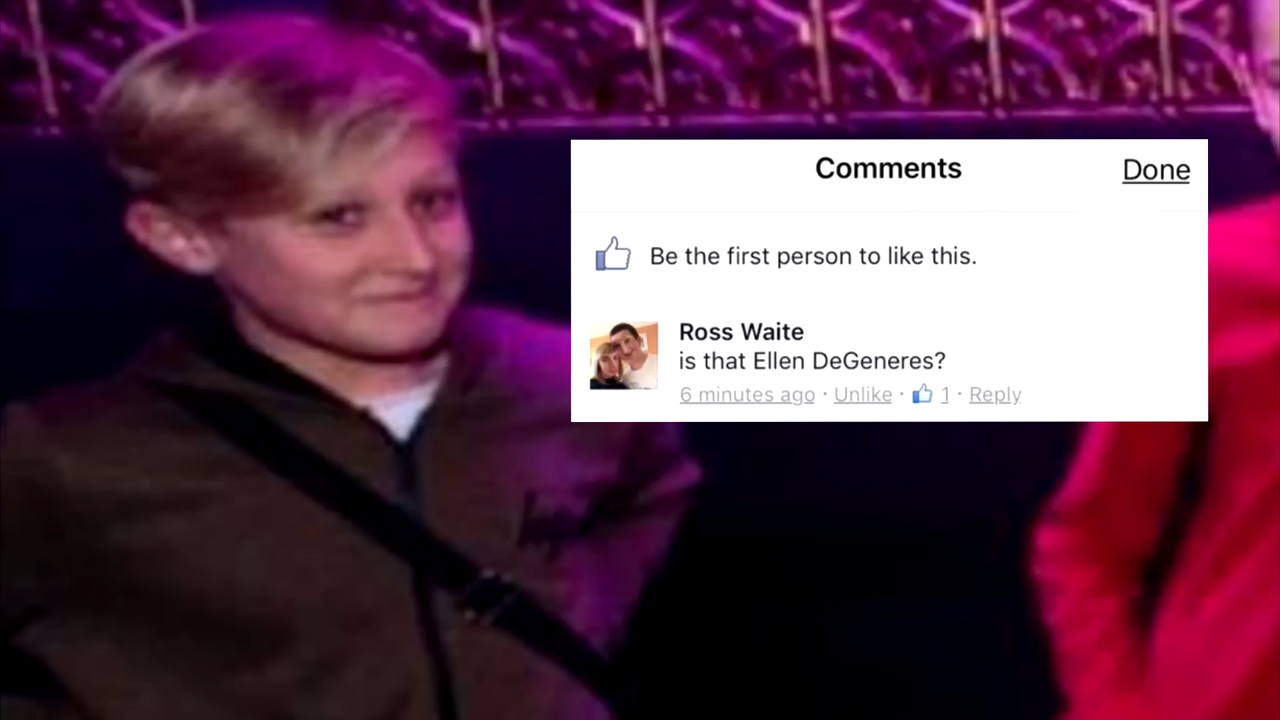 Comments
Done
Be the first person to like this.
Ross Waite
is that Ellen DeGeneres?
6 minutes ago · Unlike · 1 · Reply